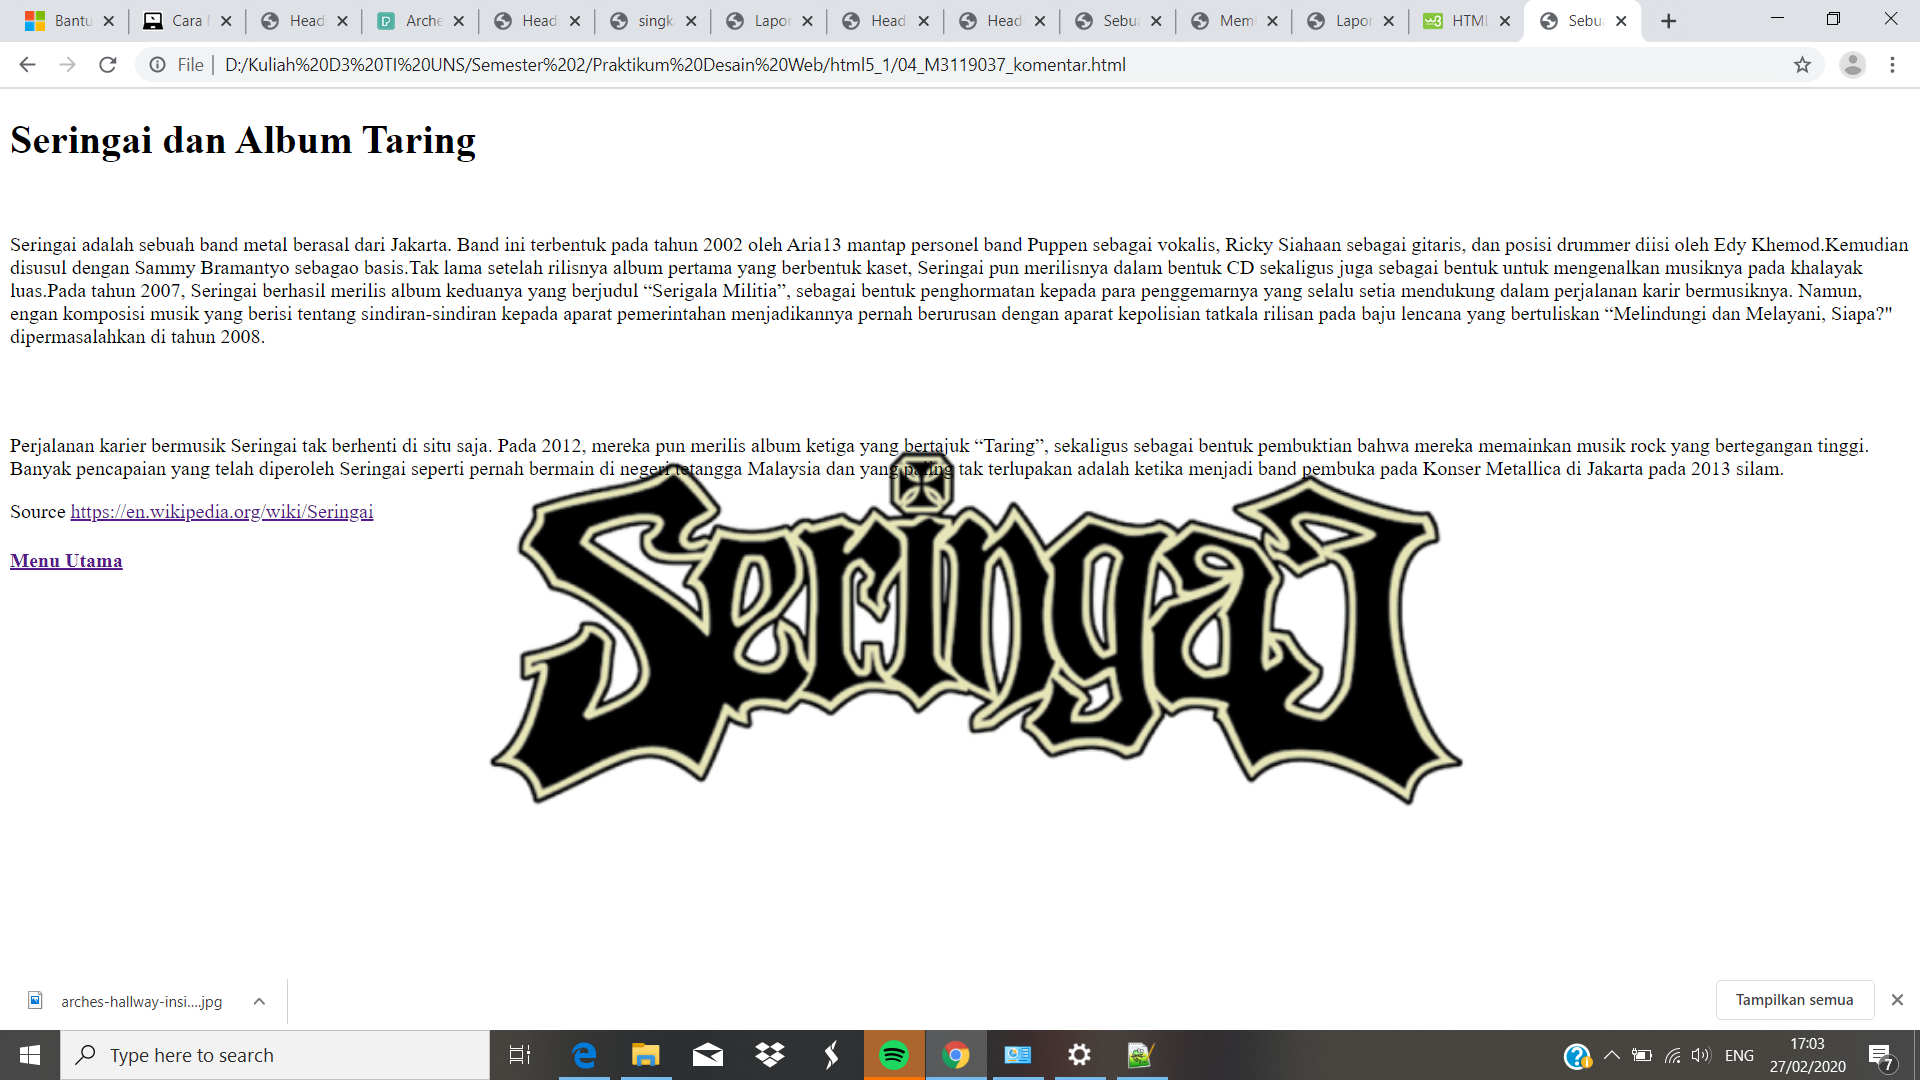 Bantu
Cara
Head
Arche
Head
singk
Lapor
Head
Head
Sebua
Mem
Lapor
HTML
Sebu
File
D:/Kuliah%20D3%20TI%20UNS/Semester%202/Praktikum%20Desain%20Web/html5_1/04_M3119037_komentar.html
Seringai dan Album Taring
Seringai adalah sebuah band metal berasal dari Jakarta. Band ini terbentuk pada tahun 2002 oleh Aria13 mantap personel band Puppen sebagai vokalis, Ricky Siahaan sebagai gitaris, dan posisi drummer diisi oleh Edy Khemod.Kemudian
disusul dengan Sammy Bramantyo sebagao basis.Tak lama setelah rilisnya album pertama yang berbentuk kaset, Seringai pun merilisnya dalam bentuk CD sekaligus juga sebagai bentuk untuk mengenalkan musiknya pada khalayak
luas.Pada tahun 2007, Seringai berhasil merilis album keduanya yang berjudul “Serigala Militia”, sebagai bentuk penghormatan kepada para penggemarnya yang selalu setia mendukung dalam perjalanan karir bermusiknya. Namun,
engan komposisi musik yang berisi tentang sindiran-sindiran kepada aparat pemerintahan menjadikannya pernah berurusan dengan aparat kepolisian tatkala rilisan pada baju lencana yang bertuliskan “Melindungi dan Melayani, Siapa?"
dipermasalahkan di tahun 2008.
Perjalanan karier bermusik Seringai tak berhenti di situ saja. Pada 2012, mereka pun merilis album ketiga yang bertajuk “Taring”, sekaligus sebagai bentuk pembuktian bahwa mereka memainkan musik rock yang bertegangan tinggi.
Banyak pencapaian yang telah diperoleh Seringai seperti pernah bermain di negeri tetangga Malaysia dan yang paling tak terlupakan adalah ketika menjadi band pembuka pada Konser Metallica di Jakarta pada 2013 silam.
Source https://en.wikipedia.org/wiki/Seringai
Menu Utama
Seringai
arches-hallway-insi....jpg
Tampilkan semua
Type here to search
ENG
17:03
27/02/2020
7